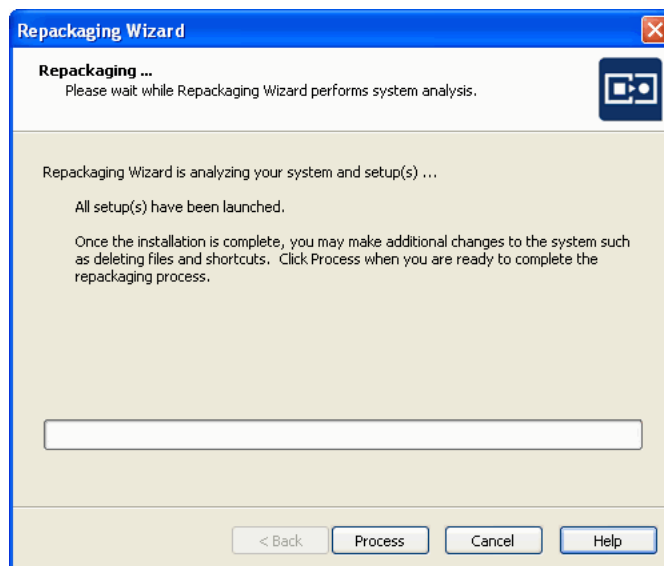 Repackaging Wizard
Repackaging ...
Please wait while Repackaging Wizard performs system analysis.
Repackaging Wizard is analyzing your system and setup(s) ...
All setup(s) have been launched.
Once the installation is complete, you may make additional changes to the system such
as deleting files and shortcuts.  Click Process when you are ready to complete the
repackaging process.
< Back
Process
Cancel
Help